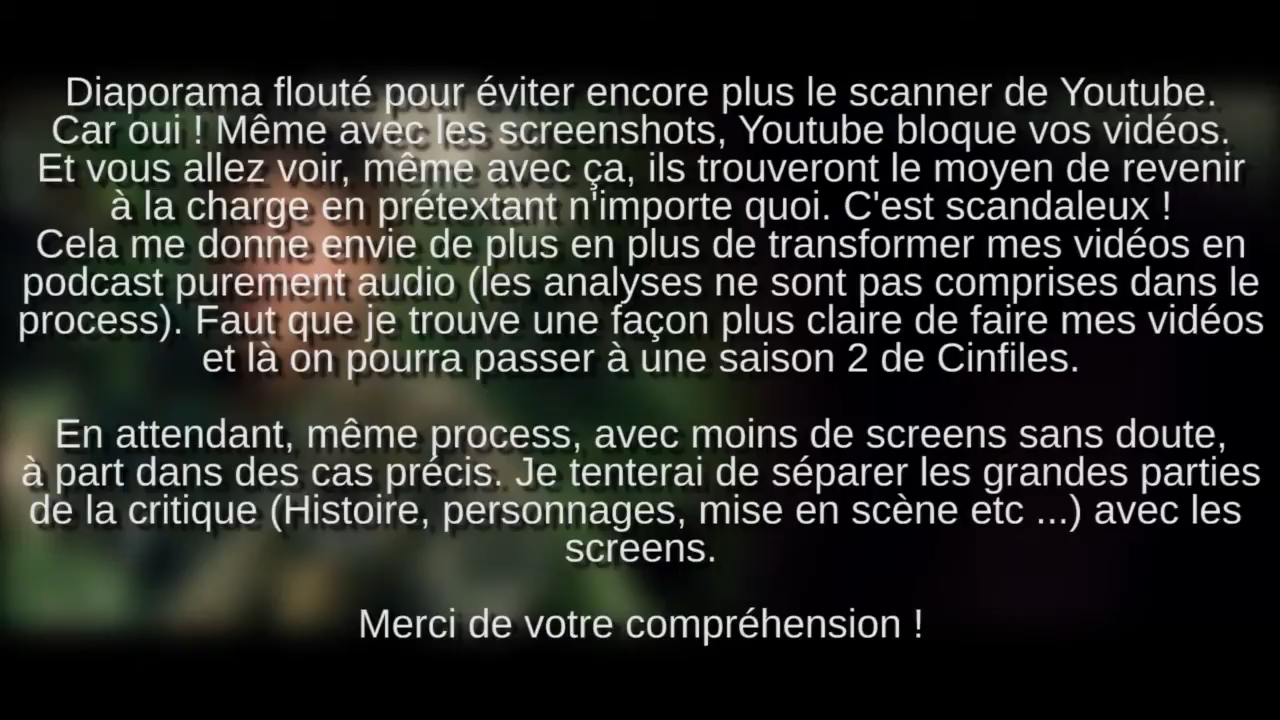 Diaporama flouté pour éviter encore plus le scanner de Youtube.
Car oui ! Même avec les screenshots, Youtube bloque vos vidéos.
Et vous allez voir, même avec ça, ils trouveront le moyen de revenir
à la charge en prétextant n'importe quoi. C'est scandaleux !
Cela me donne envie de plus en plus de transformer mes vidéos en
podcast purement audio (les analyses ne sont pas comprises dans le
process). Faut que je trouve une façon plus claire de faire mes vidéos
et là on pourra passer à une saison 2 de Cinfiles.
En attendant, même process, avec moins de screens sans doute,
à part dans des cas précis. Je tenterai de séparer les grandes parties
de la critique (Histoire, personnages, mise en scène etc ...) avec les
screens.
Merci de votre compréhension !